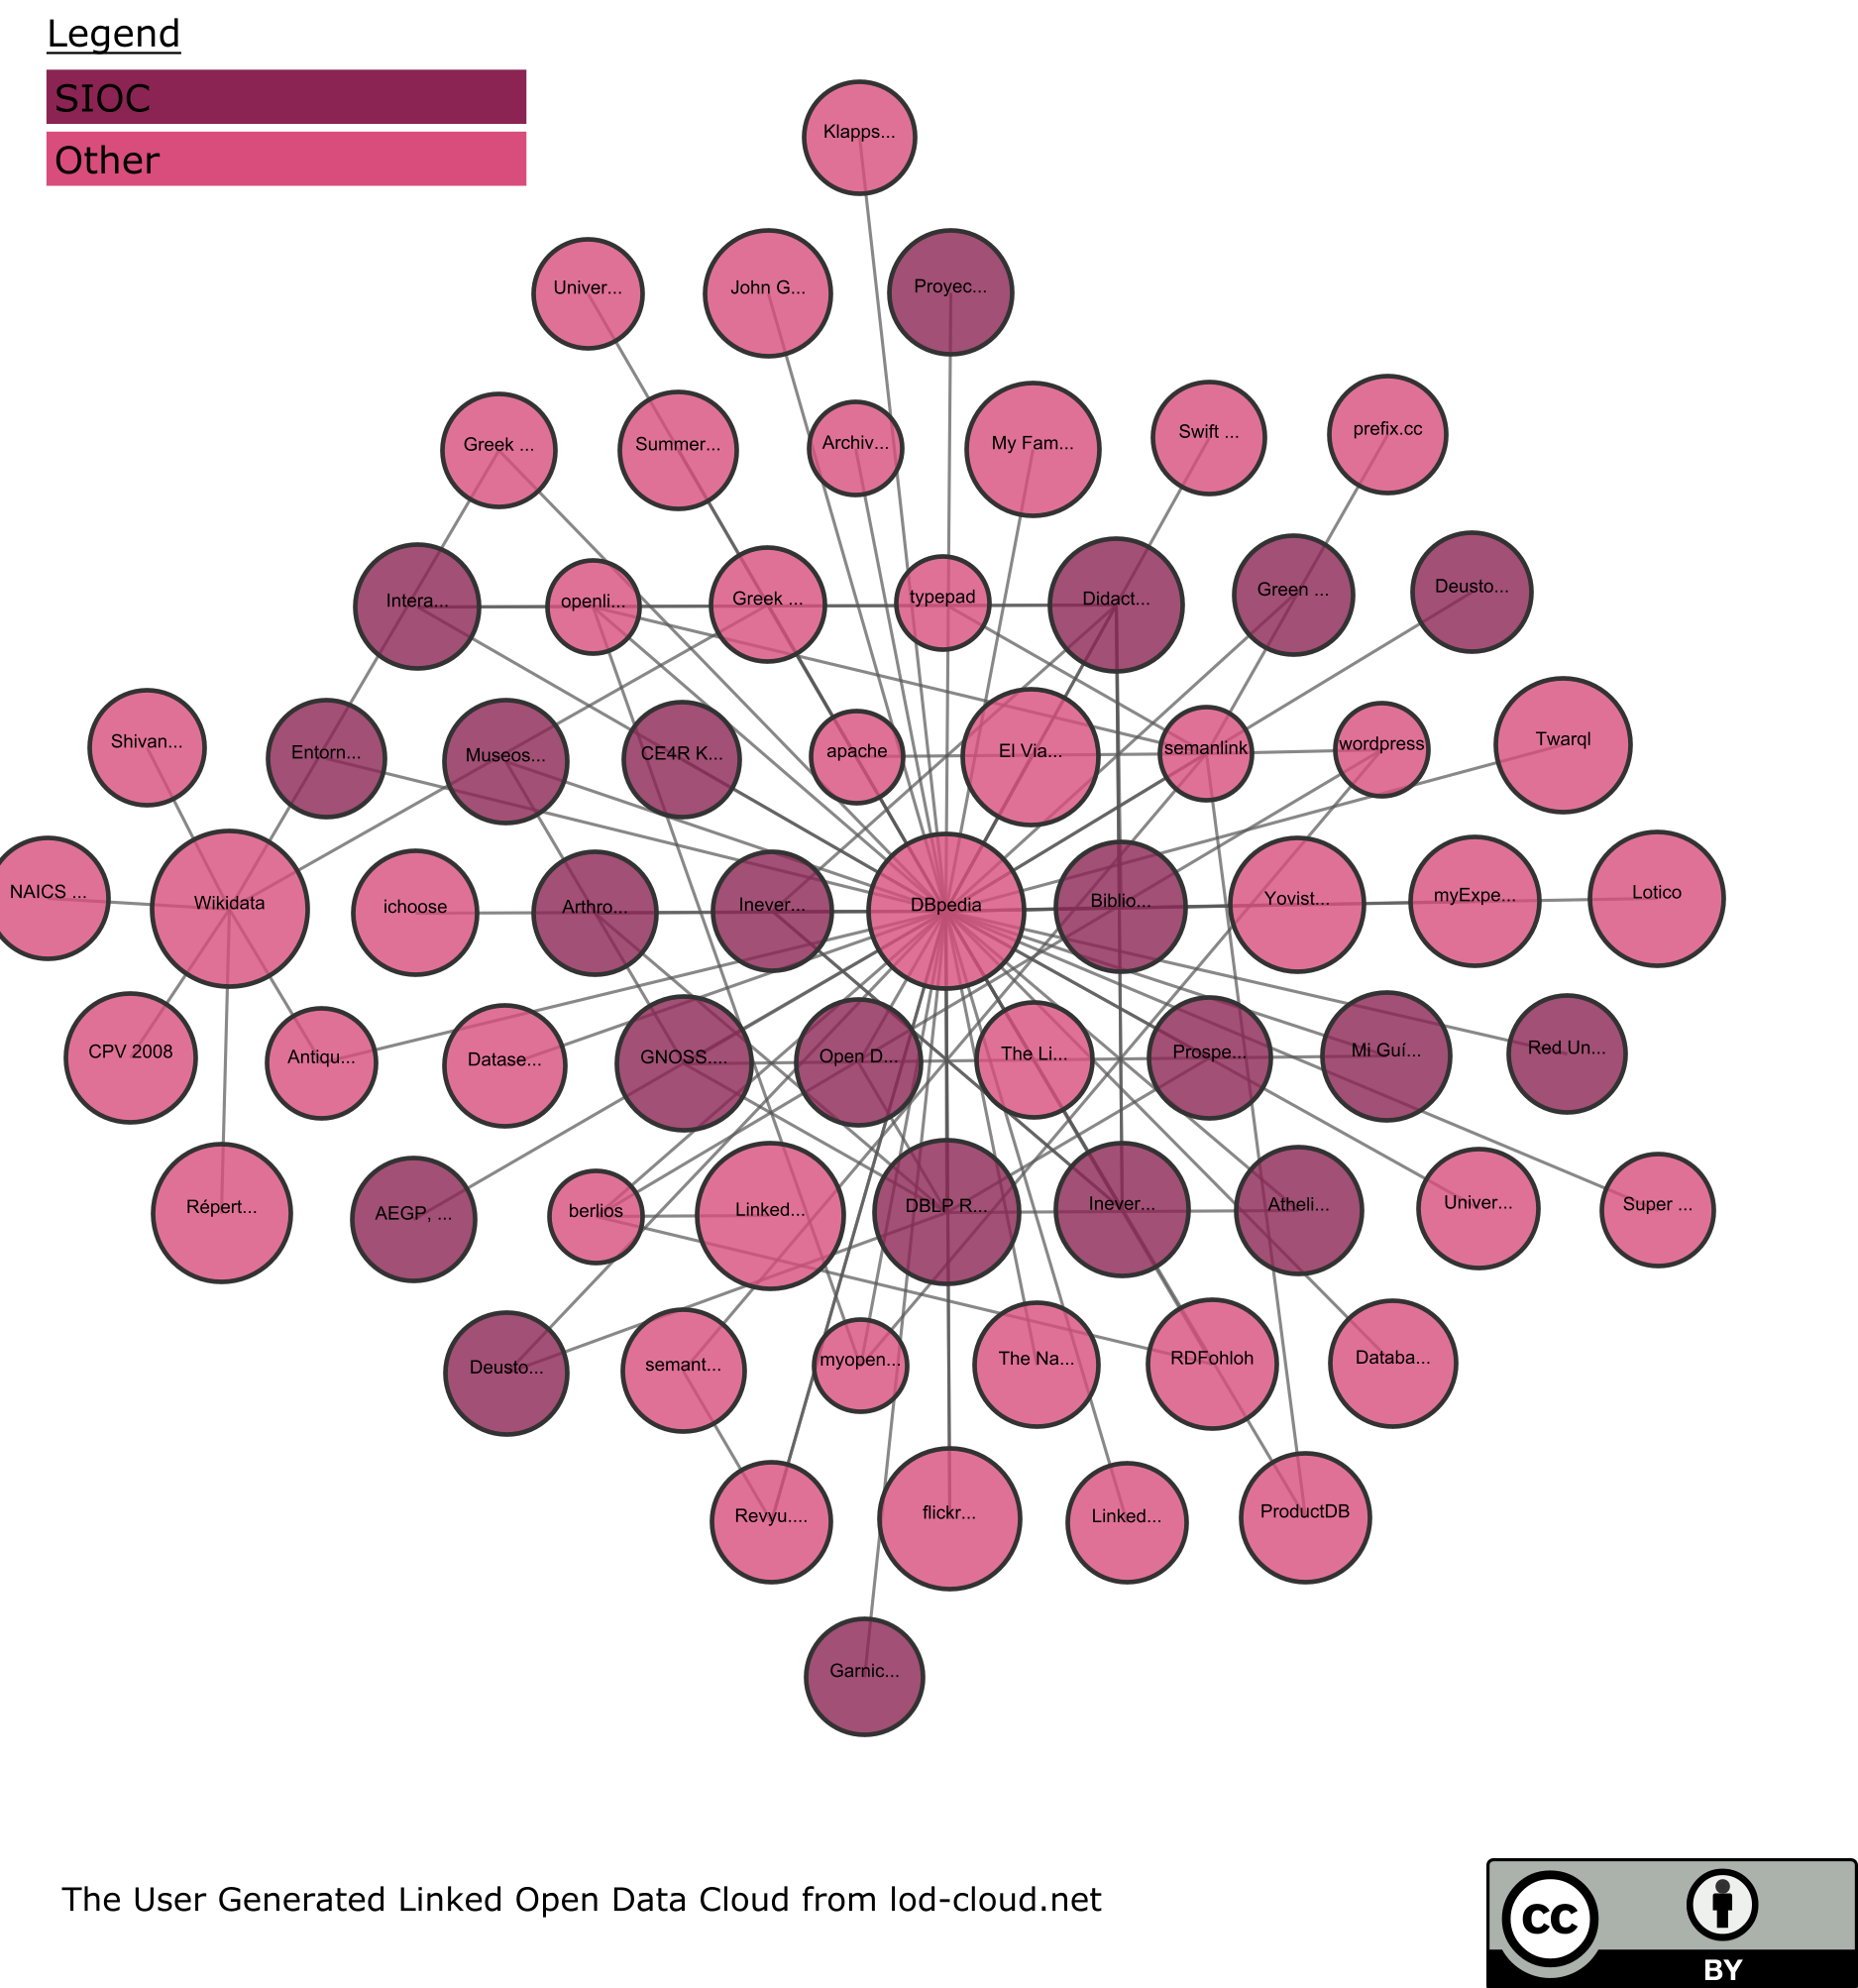 Legend
SIOC
Other
Klapps...
Univer...
John G...
Proyec...
Greek ...
Summer...
Archiv...
My Fam...
Swift ...
prefix.cc
Intera...
openli...
Greek ...
typepad
Didact...
Green ...
Deusto...
Shivan...
Entorn...
Museos...
CE4R K...
apache
El Via...
semanlink
wordpress
Twarql
NAICS ...
Wikidata
ichoose
Arthro...
Inever...
DBpedia
Biblio...
Yovist...
myExpe...
Lotico
CPV 2008
Antiqu...
Datase...
GNOSS....
Open D...
The Li...
Prospe...
Mi Guí...
Red Un...
Répert...
AEGP, ...
berlios
Linked...
DBLP R...
Inever...
Atheli...
Univer...
Super ...
Deusto...
semant...
myopen...
The Na...
RDFohloh
Databa...
Revyu....
flickr...
Linked...
ProductDB
Garnic...
The User Generated Linked Open Data Cloud from lod-cloud.net
cc
BY